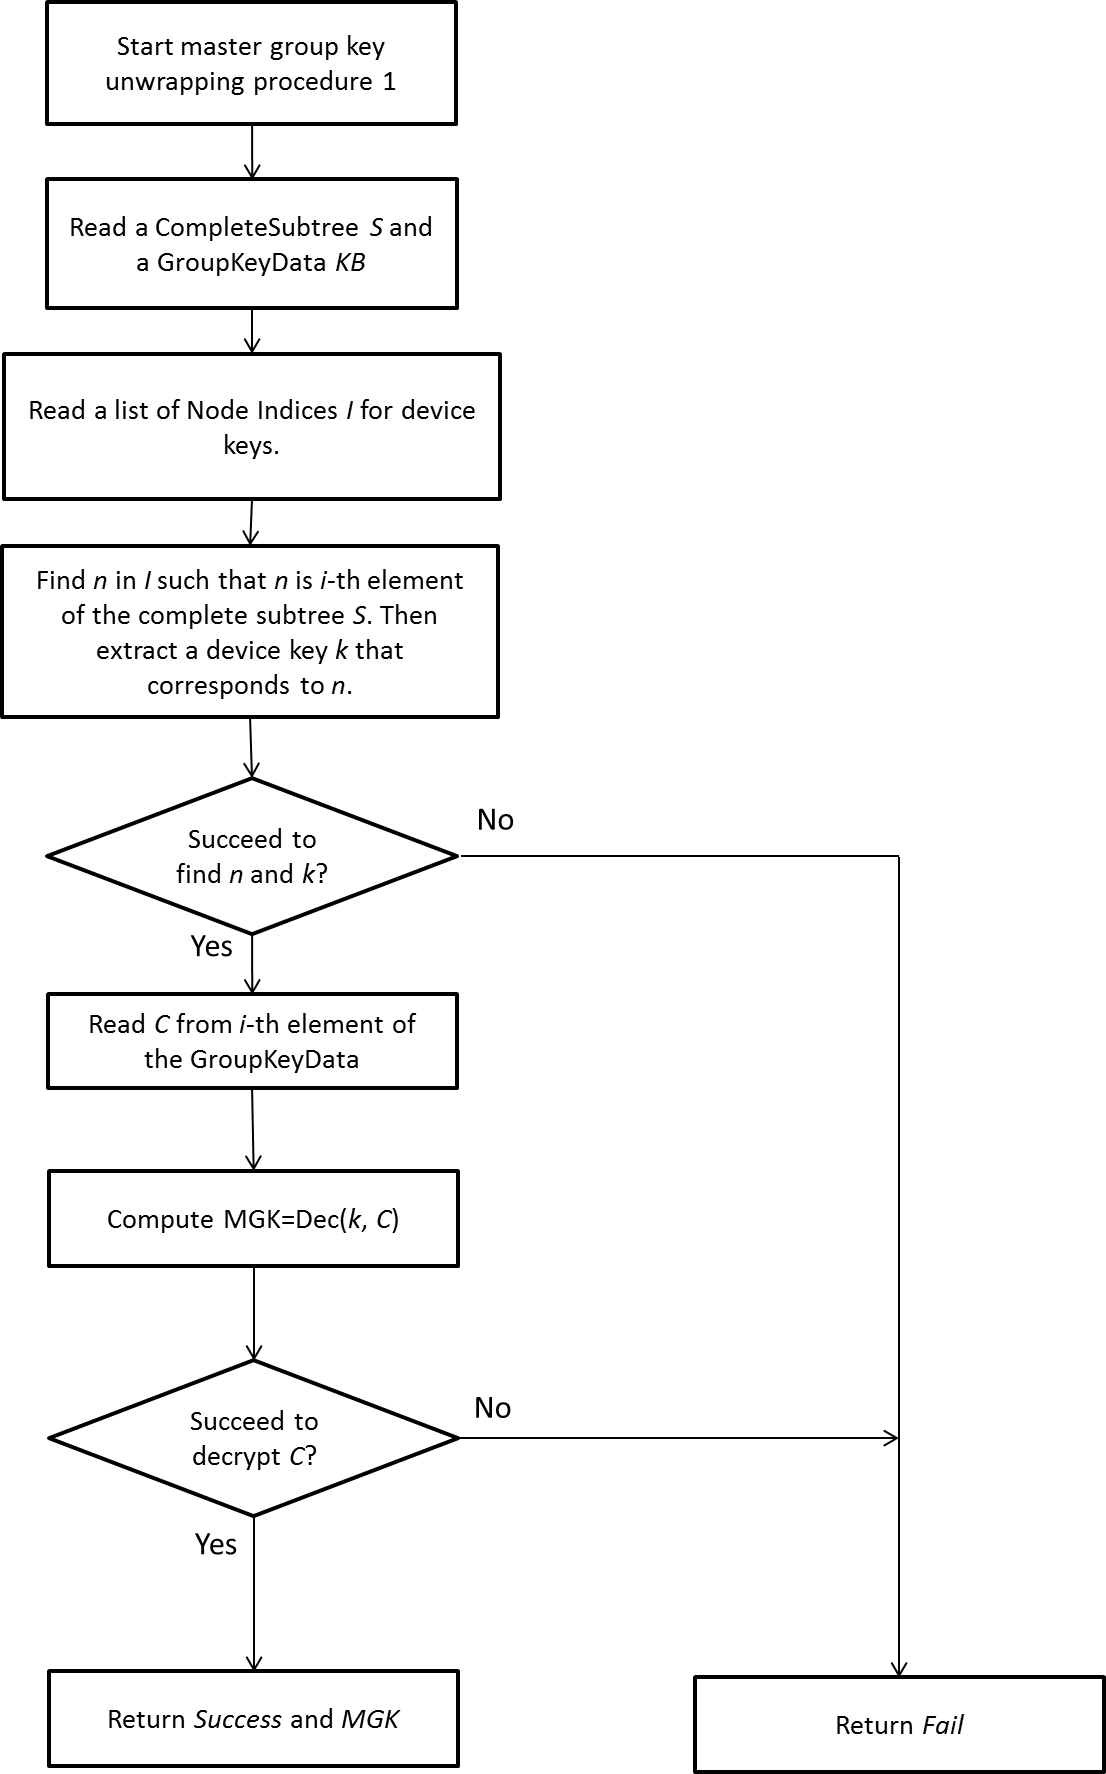 Start master group key
unwrapping procedure 1
Read a CompleteSubtree S and
a GroupKeyData KB
Read a list of Node Indices I for device
keys.
Find n in I such that n is i-th element
of the complete subtree S. Then
extract a device key k that
corresponds to n.
Succeed to
find n and k?
No
Yes
Read C from i-th element of
the GroupKeyData
Compute MGK=Dec(k, C)
Succeed to
decrypt C?
No
Yes
Return Success and MGK
Return Fail